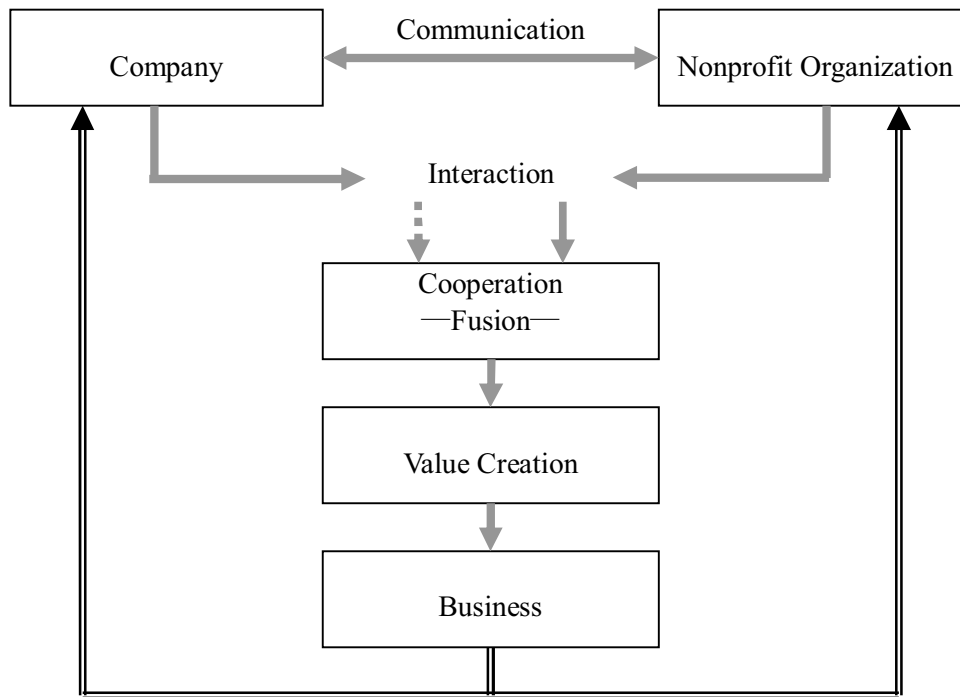 Communication
Company
Nonprofit Organization
Interaction
Cooperation
—Fusion—
Value Creation
Business